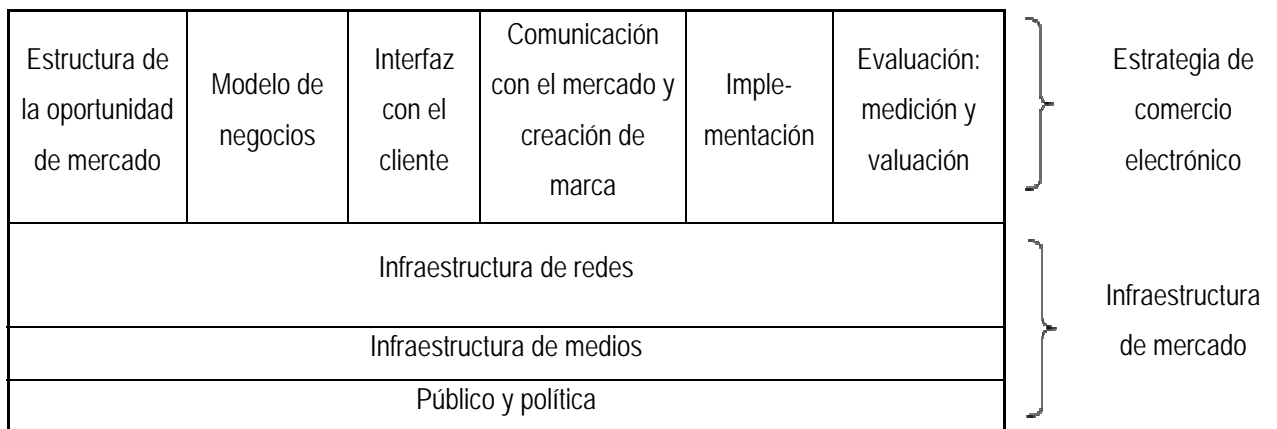 Estructura de
la oportunidad
de mercado
Modelo de
negocios
Interfaz
con el
cliente
Comunicación
con el mercado y
creación de
marca
Imple-
mentación
Evaluación:
medición y
valuación
Estrategia de
comercio
electrónico
Infraestructura de redes
Infraestructura de medios
Público y política
Infraestructura
de mercado